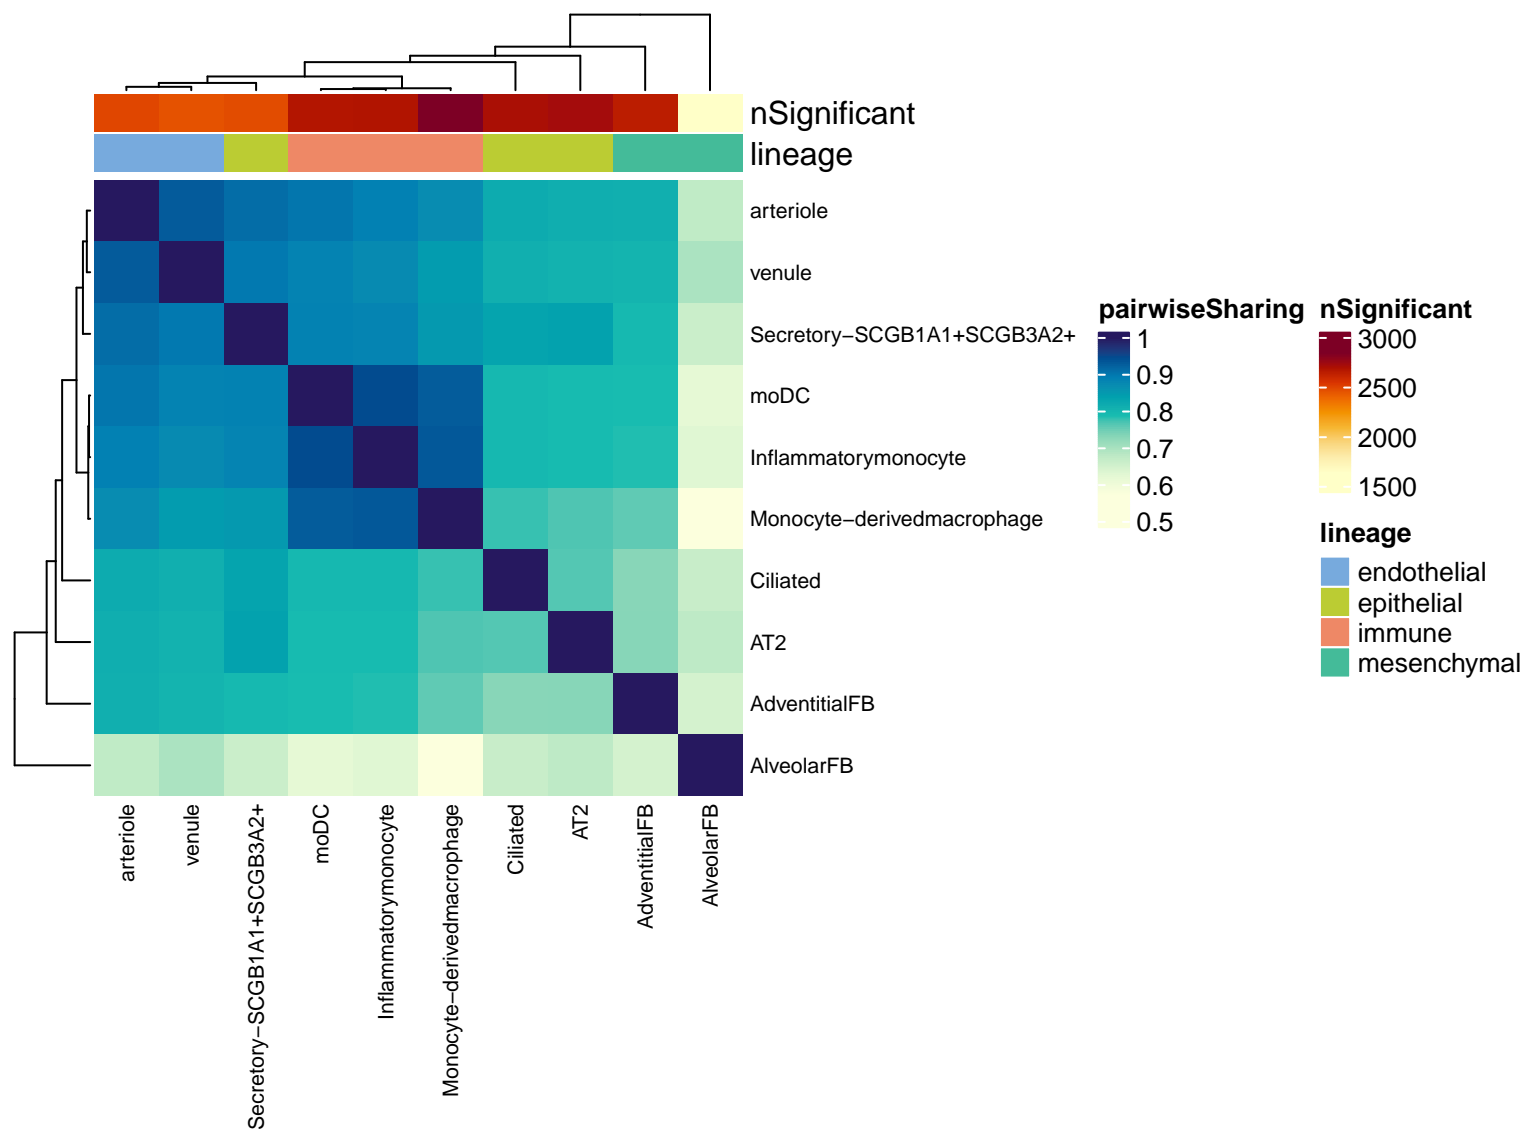 nSignificant
lineage
arteriole
venule
Secretory−SCGB1A1+SCGB3A2+
moDC
Inflammatorymonocyte
Monocyte−derivedmacrophage
Ciliated
AT2
AdventitialFB
AlveolarFB
arteriole
venule
Secretory−SCGB1A1+SCGB3A2+
moDC
Inflammatorymonocyte
Monocyte−derivedmacrophage
Ciliated
AT2
AdventitialFB
AlveolarFB
pairwiseSharing
1
0.9
0.8
0.7
0.6
0.5
nSignificant
3000
2500
2000
1500
lineage
endothelial
epithelial
immune
mesenchymal